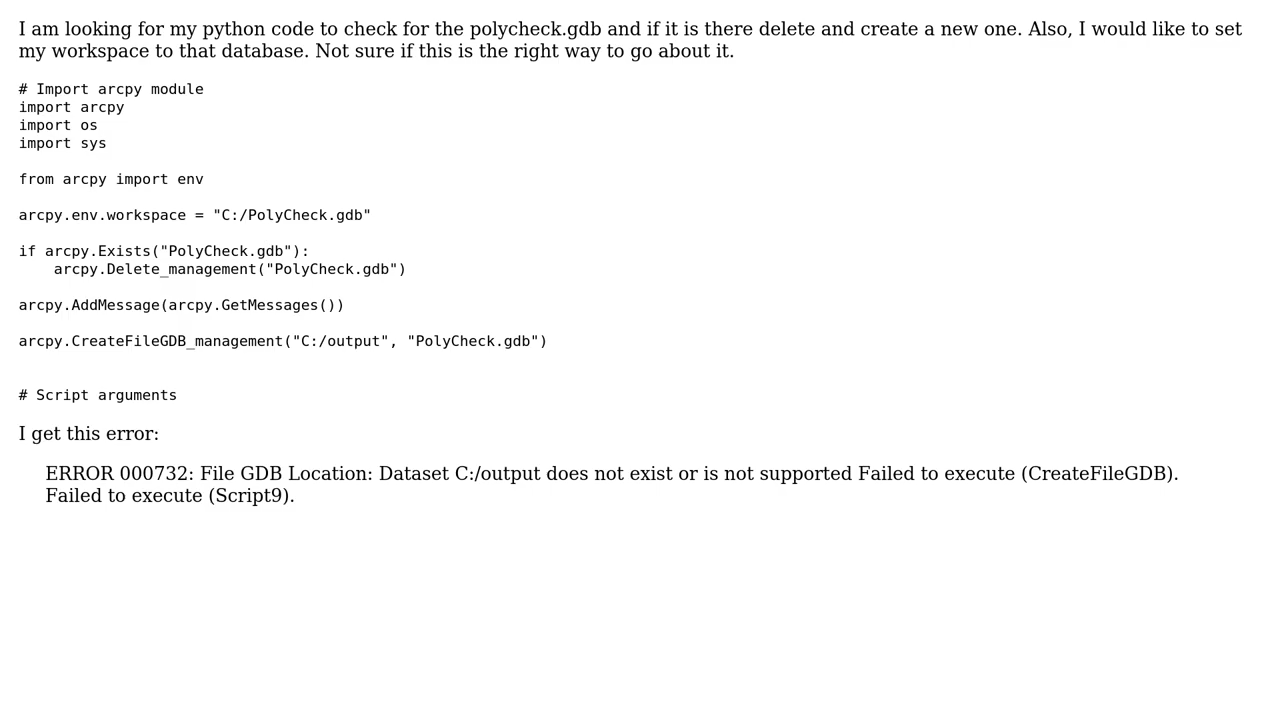 I am looking for my python code to check for the polycheck.gdb and if it is there delete and create a new one. Also, I would like to set
my workspace to that database. Not sure if this is the right way to go about it.
# Import arcpy module
import arcpy
import os
import sys
from arcpy import env
arcpy.env.workspace = "C:/PolyCheck.gdb"
if arcpy.Exists("PolyCheck.gdb"):
    arcpy.Delete_management("PolyCheck.gdb")
arcpy.AddMessage(arcpy.GetMessages())
arcpy.CreateFileGDB_management("C:/output", "PolyCheck.gdb")
# Script arguments
I get this error:
ERROR 000732: File GDB Location: Dataset C:/output does not exist or is not supported Failed to execute (CreateFileGDB).
Failed to execute (Script9).